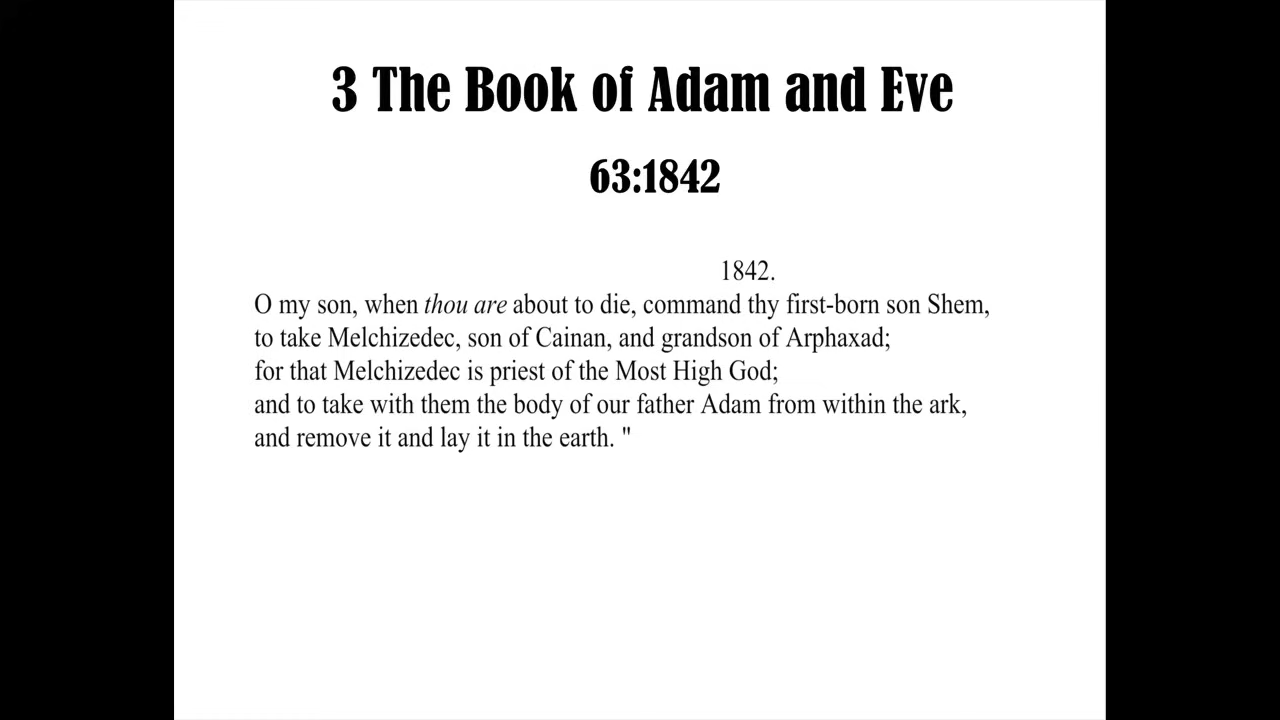 3 The Book of Adam and Eve
63:1842
1842.
O my son, when thou are about to die, command thy first-born son Shem,
to take Melchizedec, son of Cainan, and grandson of Arphaxad;
for that Melchizedec is priest of the Most High God;
and to take with them the body of our father Adam from within the ark,
and remove it and lay it in the earth. "